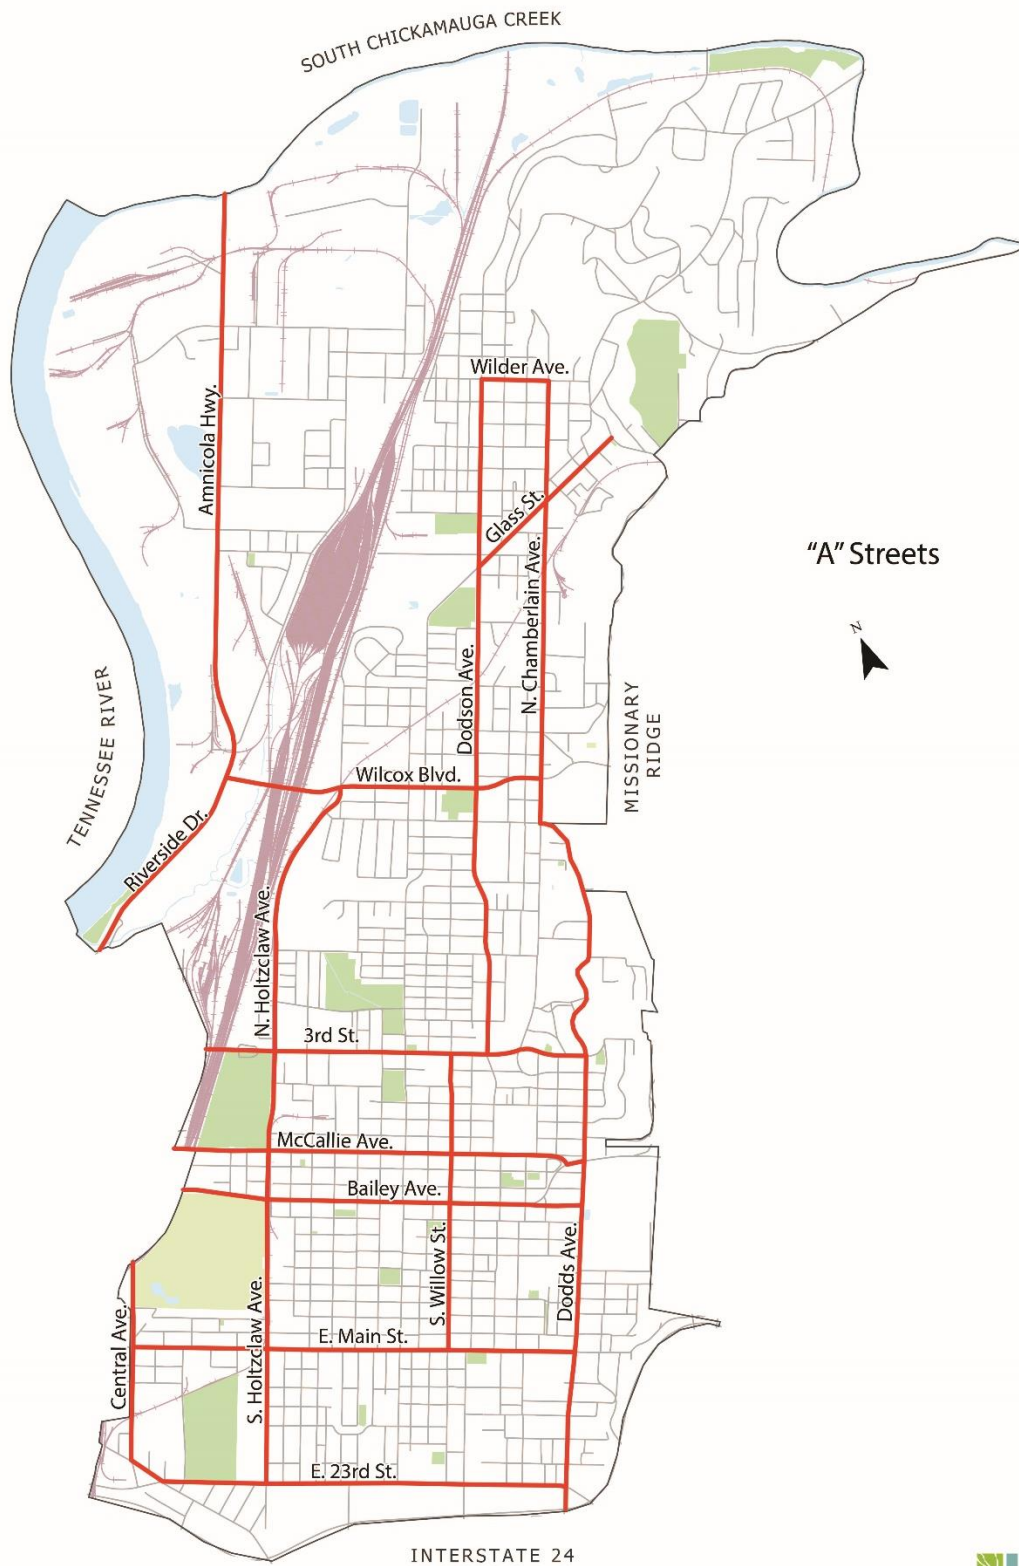 SOUTH CHICKAMAUGA CREEK
Wilder Ave.
Amnicola Hwy.
Glass St.
"A" Streets
N. Chamberlain Ave.
N
Dodson Ave.
TENNESSEE RIVER
MISSIONARY
RIDGE
Wilcox Blvd.
Riverside Dr.
N. Holtzclaw Ave.
3rd St.
McCallie Ave.
Bailey Ave.
S. Willow St.
Dodds Ave.
Central Ave.
S. Holtzclaw Ave.
E. Main St.
E. 23rd St.
INTERSTATE 24